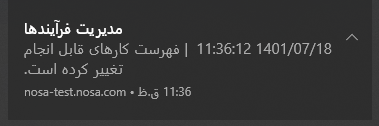 مدیریت فرآیندها
1401/07/18 11:36:12 | فهرست کارهای قابل انجام
تغییر کرده است.
nosa-test.nosa.com • 11:36 ق.ظ